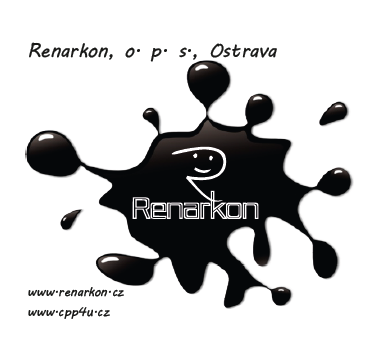 Renarkon, o. p. s., Ostrava
Renarkon
www.renarkon.cz
www.cpp4u.cz